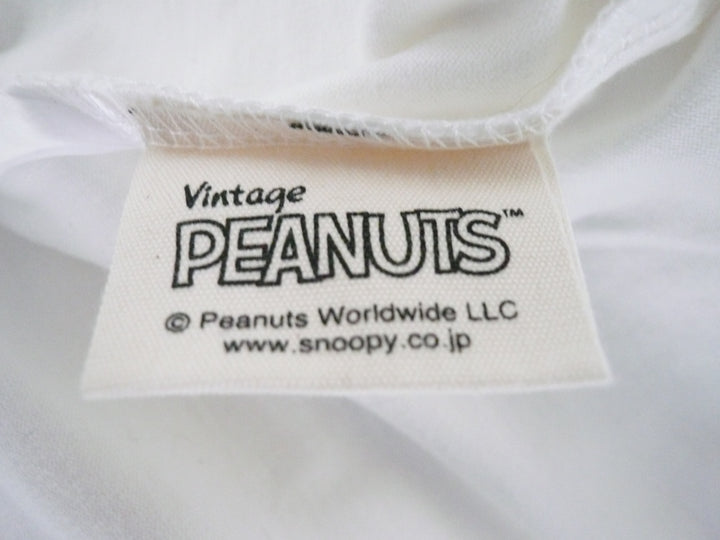 Vintage
PEANUTS™
© Peanuts Worldwide LLC
www.snoopy.co.jp